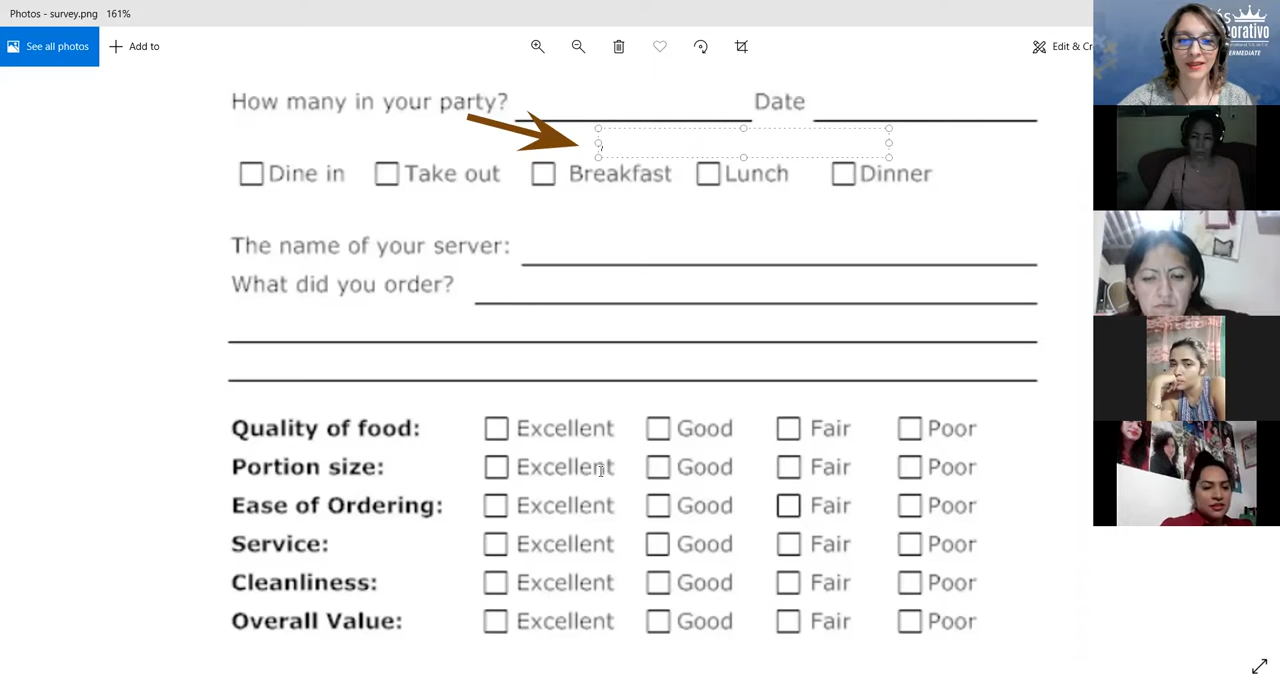 Photos - survey.png 161%
See all photos
Add to
Edit & Cr
How many in your party? Date
Dine in Take out Breakfast Lunch Dinner
The name of your server:
What did you order?
Quality of food: Excellent Good Fair Poor
Portion size: Excellent Good Fair Poor
Ease of Ordering: Excellent Good Fair Poor
Service: Excellent Good Fair Poor
Cleanliness: Excellent Good Fair Poor
Overall Value: Excellent Good Fair Poor